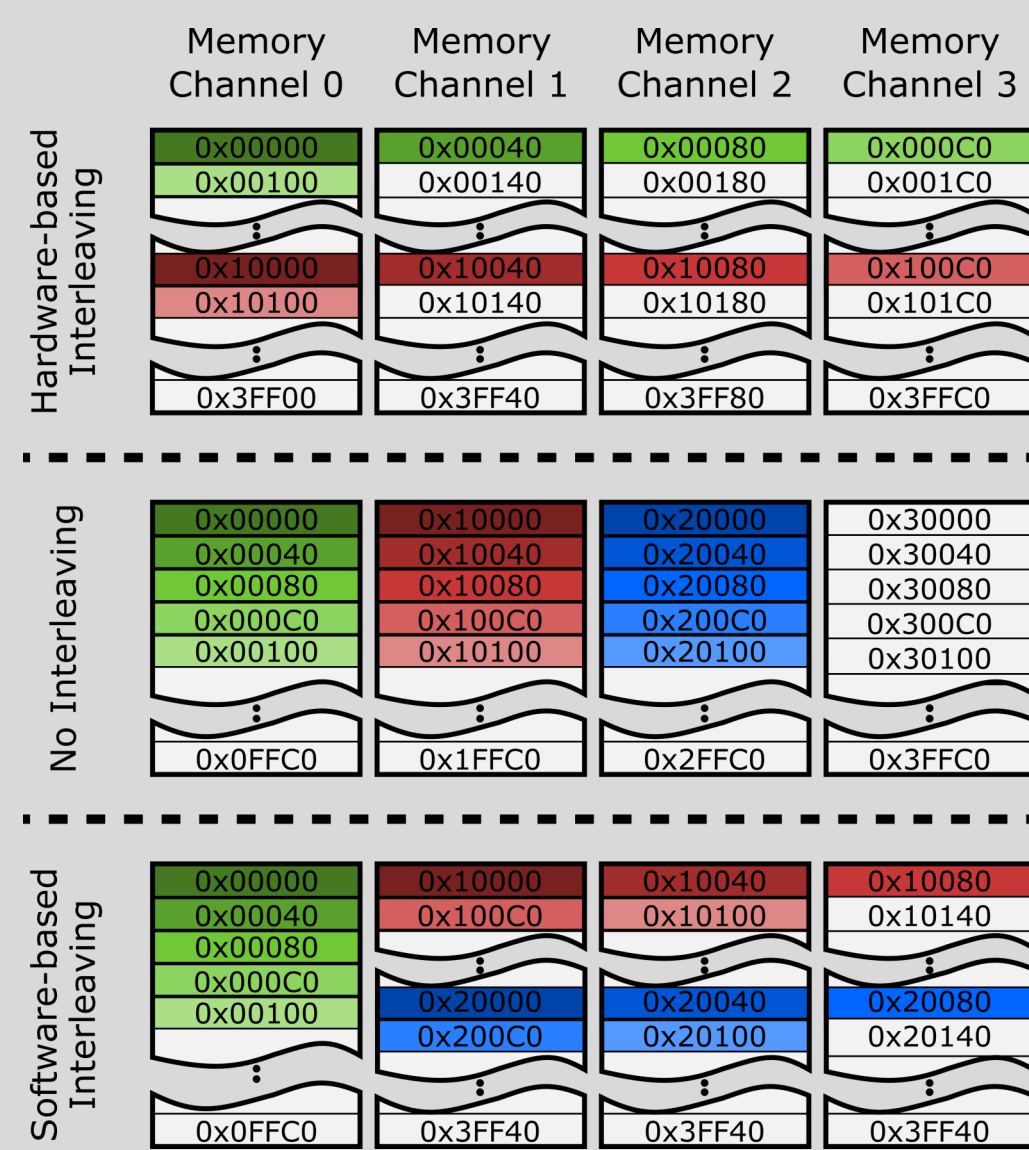 Memory Channel 0
Memory Channel 1
Memory Channel 2
Memory Channel 3
Hardware-based Interleaving
0x00000 0x00040 0x00080 0x000C0
0x00100 0x00140 0x00180 0x001C0
0x10000 0x10040 0x10080 0x100C0
0x10100 0x10140 0x10180 0x101C0
0x3FF00 0x3FF40 0x3FF80 0x3FFC0
No Interleaving
0x00000 0x10000 0x20000 0x30000
0x00040 0x10040 0x20040 0x30040
0x00080 0x10080 0x20080 0x30080
0x000C0 0x100C0 0x200C0 0x300C0
0x00100 0x10100 0x20100 0x30100
0x0FFC0 0x1FFC0 0x2FFC0 0x3FFC0
Software-based Interleaving
0x00000 0x10000 0x10040 0x10080
0x00040 0x100C0 0x10100 0x10140
0x00080
0x000C0 0x20000 0x20040 0x20080
0x00100 0x200C0 0x20100 0x20140
0x0FFC0 0x3FF40 0x3FF40 0x3FF40